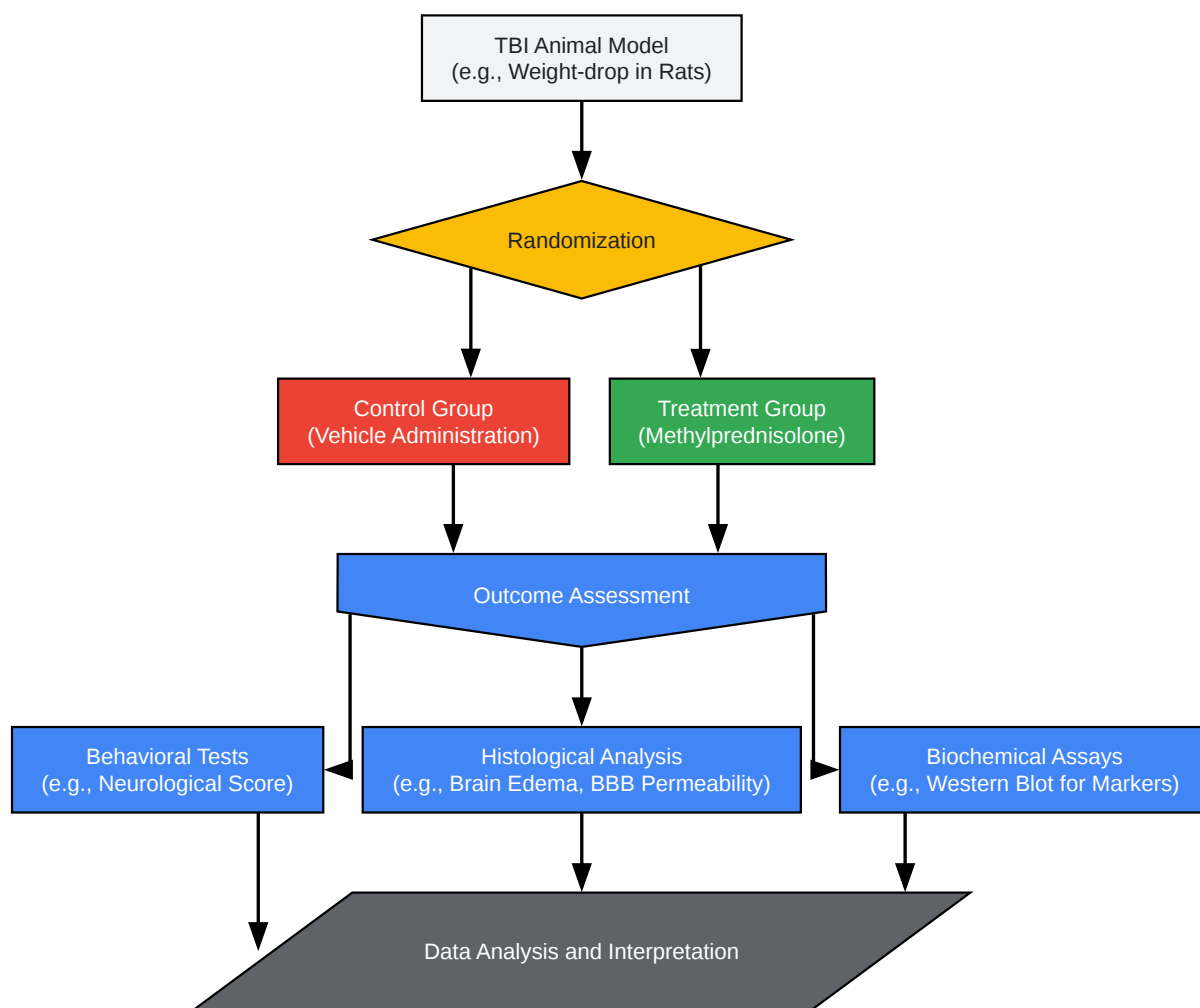 TBI Animal Model
(e.g., Weight-drop in Rats)
Randomization
Control Group
(Vehicle Administration)
Treatment Group
(Methylprednisolone)
Outcome Assessment
Behavioral Tests
(e.g., Neurological Score)
Histological Analysis
(e.g., Brain Edema, BBB Permeability)
Biochemical Assays
(e.g., Western Blot for Markers)
Data Analysis and Interpretation